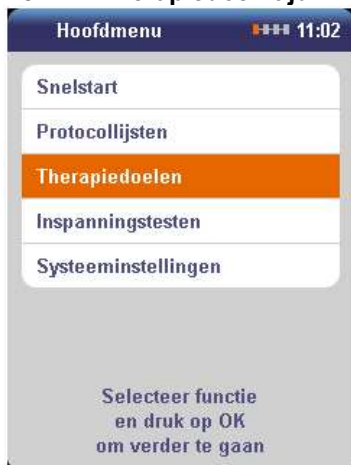 Hoofdmenu 11:02
Snelstart
Protocollijsten
Therapiedoelen
Inspanningstesten
Systeeminstellingen
Selecteer functie
en druk op OK
om verder te gaan